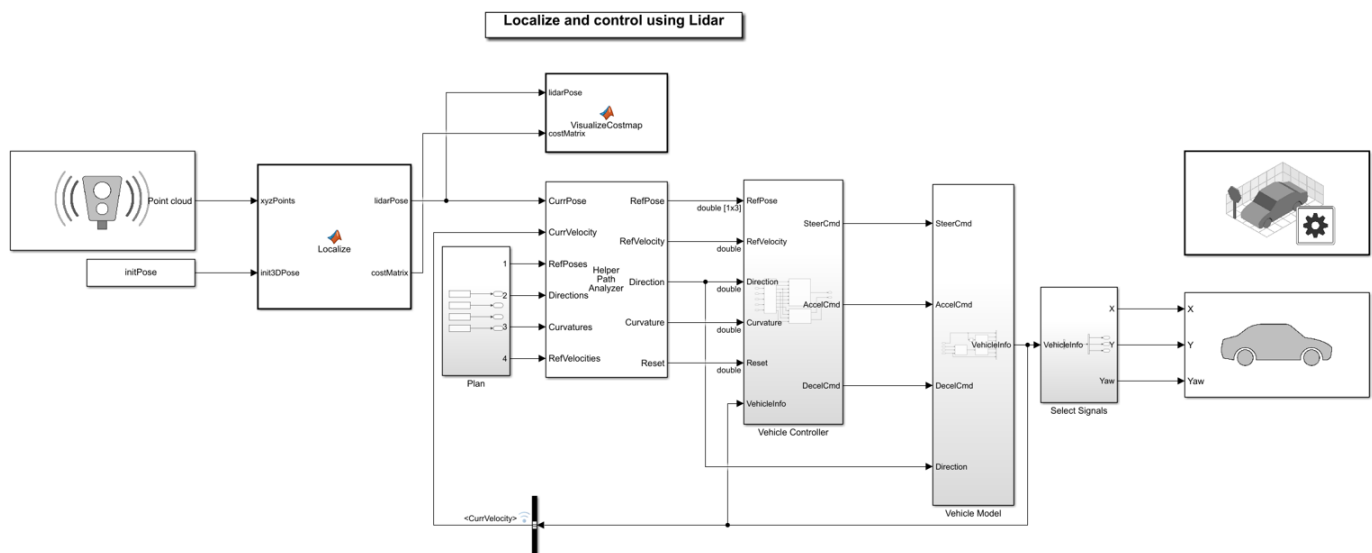 Localize and control using Lidar
lidarPose
VisualizeCostmap
costMatrix
Point cloud
xyzPoints
lidarPose
Localize
initPose
init3DPose
costMatrix
CurrPose
RefPose
CurrVelocity
RefVelocity
RefPoses
Helper
Path
Analyzer
Directions
Direction
Curvatures
Curvature
RefVelocities
Reset
1
2
3
4
Plan
double [1x3]
double
double
double
double
RefPose
SteerCmd
RefVelocity
Direction
AccelCmd
Curvature
Reset
DecelCmd
VehicleInfo
Vehicle Controller
SteerCmd
AccelCmd
VehicleInfo
DecelCmd
Direction
Vehicle Model
VehicleInfo
X
Y
Yaw
Select Signals
X
Y
Yaw
<CurrVelocity>